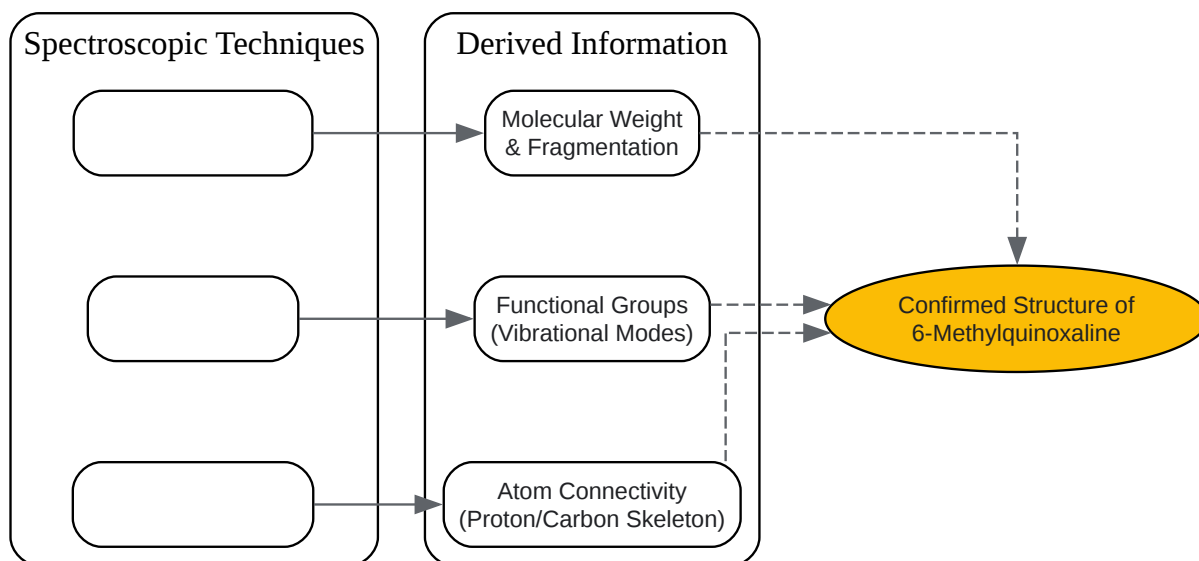 Spectroscopic Techniques
Derived Information
Molecular Weight
& Fragmentation
Functional Groups
(Vibrational Modes)
Confirmed Structure of
6-Methylquinoxaline
Atom Connectivity
(Proton/Carbon Skeleton)